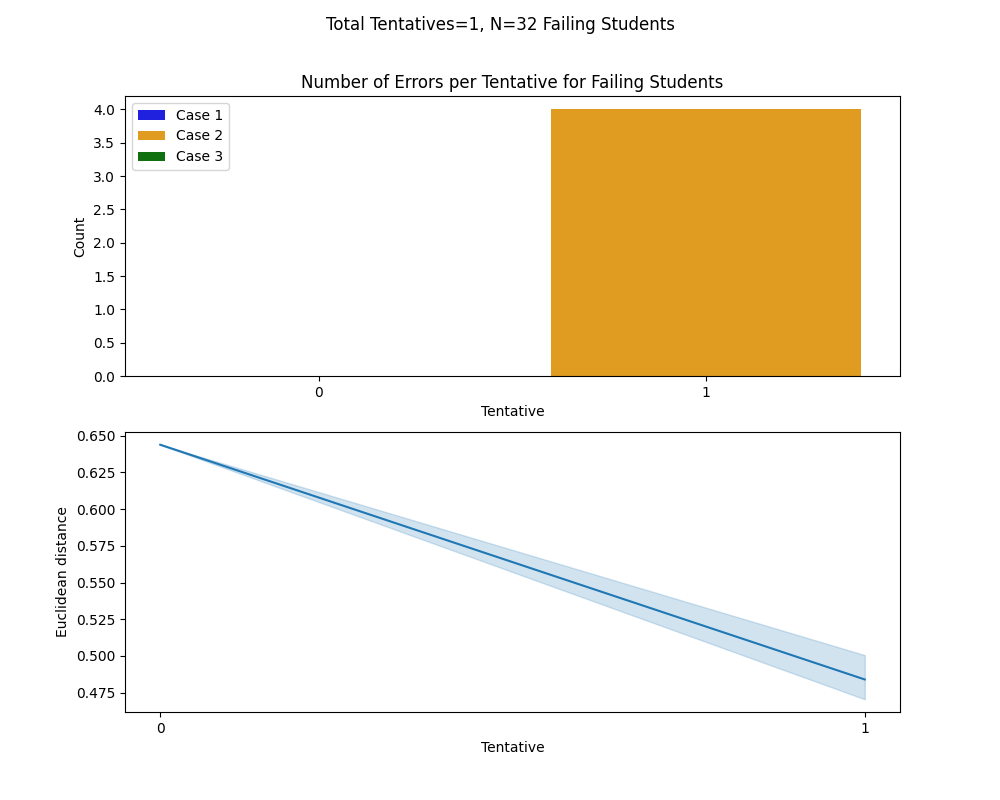 Total Tentatives=1, N=32 Failing Students
Number of Errors per Tentative for Failing Students
Case 1
Case 2
Case 3
4.0
3.5
3.0
2.5
2.0
1.5
1.0
0.5
0.0
Count
0 1
Tentative
0.650
0.625
0.600
0.575
0.550
0.525
0.500
0.475
Euclidean distance
0 1
Tentative